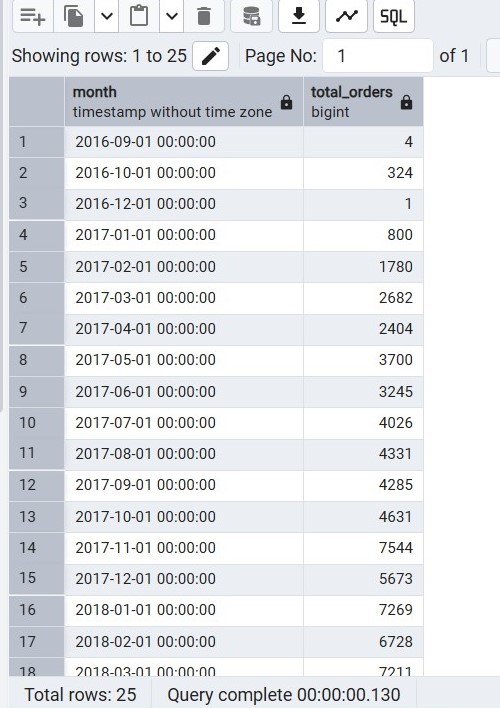 SQL
Showing rows: 1 to 25 Page No: 1 of 1
month total_orders
timestamp without time zone bigint
1 2016-09-01 00:00:00 4
2 2016-10-01 00:00:00 324
3 2016-12-01 00:00:00 1
4 2017-01-01 00:00:00 800
5 2017-02-01 00:00:00 1780
6 2017-03-01 00:00:00 2682
7 2017-04-01 00:00:00 2404
8 2017-05-01 00:00:00 3700
9 2017-06-01 00:00:00 3245
10 2017-07-01 00:00:00 4026
11 2017-08-01 00:00:00 4331
12 2017-09-01 00:00:00 4285
13 2017-10-01 00:00:00 4631
14 2017-11-01 00:00:00 7544
15 2017-12-01 00:00:00 5673
16 2018-01-01 00:00:00 7269
17 2018-02-01 00:00:00 6728
18 2018-03-01 00:00:00 7211
Total rows: 25 Query complete 00:00:00.130